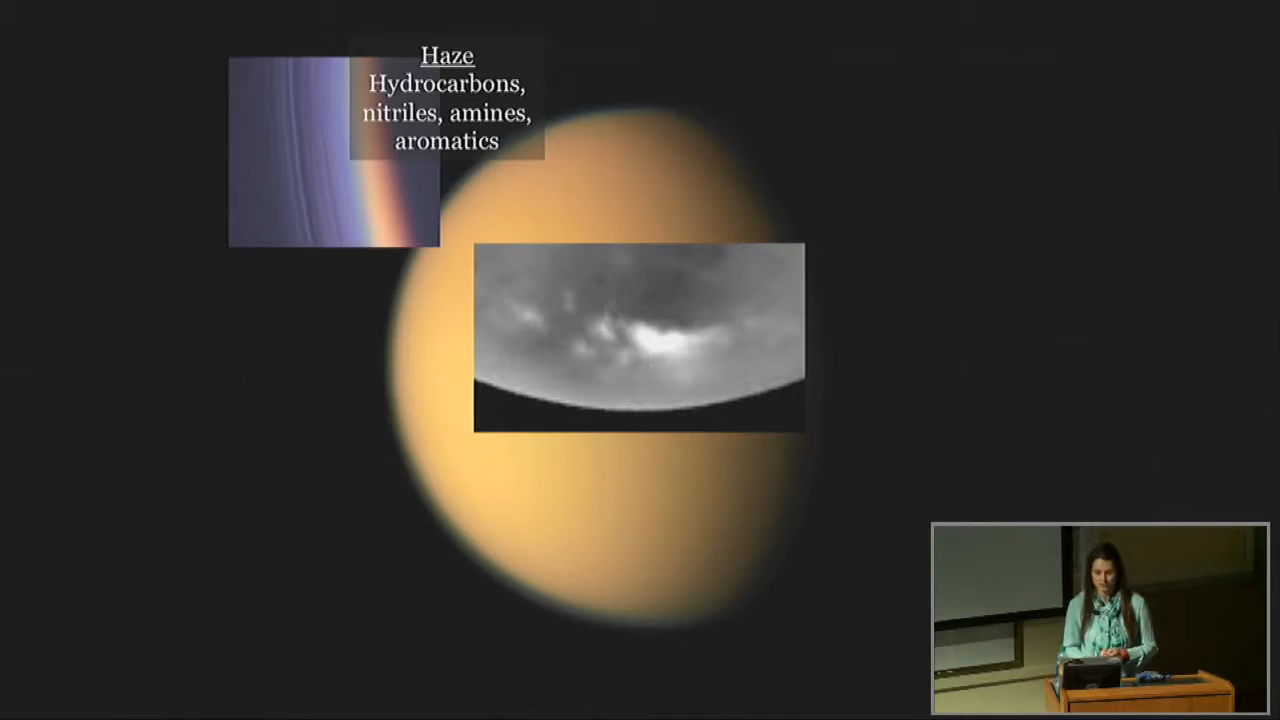 Haze
Hydrocarbons,
nitriles, amines,
aromatics